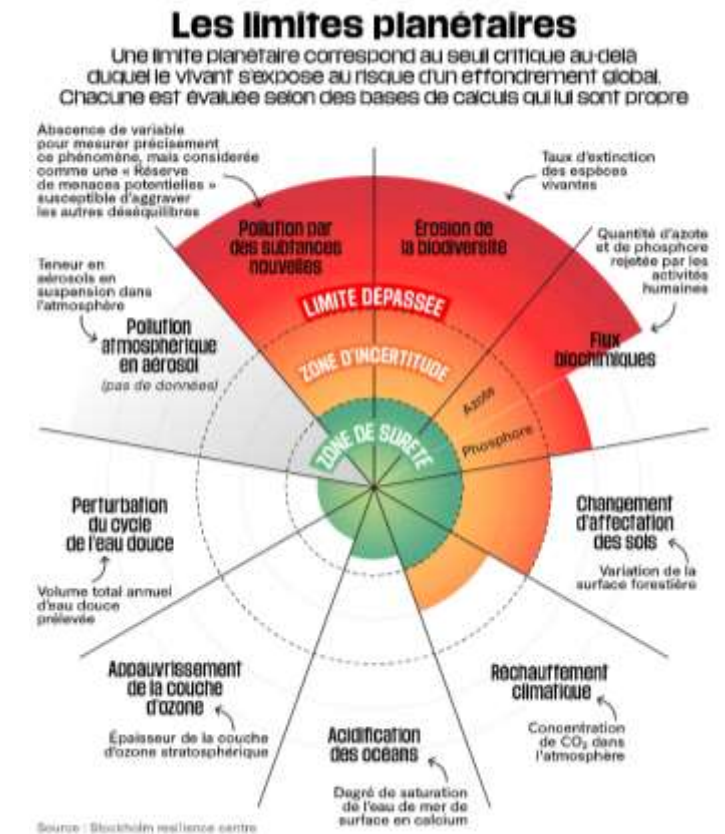 Les limites planétaires
Une limite planétaire correspond au seuil critique au-delà
duquel le vivant s'expose au risque d'un effondrement global.
Chacune est évaluée selon des bases de calculs qui lui sont propre
Abscence de variable
pour mesurer précisement
ce phénomène, mais considérée
comme une « Réserve
de menaces potentielles »
susceptible d'aggraver
les autres déséquilibres
Taux d'extinction
des espèces
vivantes
Pollution par
des subtances
nouvelles
Érosion de
la biodiversité
Quantité d'azote
et de phosphore
rejetée par les
activités
humaines
Teneur en
aérosols en
suspension dans
l'atmosphère
Pollution
atmosphérique
en aérosol
(pas de données)
LIMITE DÉPASSÉE
Flux
biochimiques
ZONE D'INCERTITUDE
Azote
Phosphore
ZONE DE SÛRETÉ
Perturbation
du cycle
de l'eau douce
Volume total annuel
d'eau douce
prélevée
Changement
d'affectation
des sols
Variation de la
surface forestière
Appauvrissement
de la couche
d'ozone
Épaisseur de la couche
d'ozone stratosphérique
Réchauffement
climatique
Concentration
de CO₂ dans
l'atmosphère
Acidification
des océans
Degré de saturation
de l'eau de mer de
surface en calcium
Source : Stockholm resilience centre